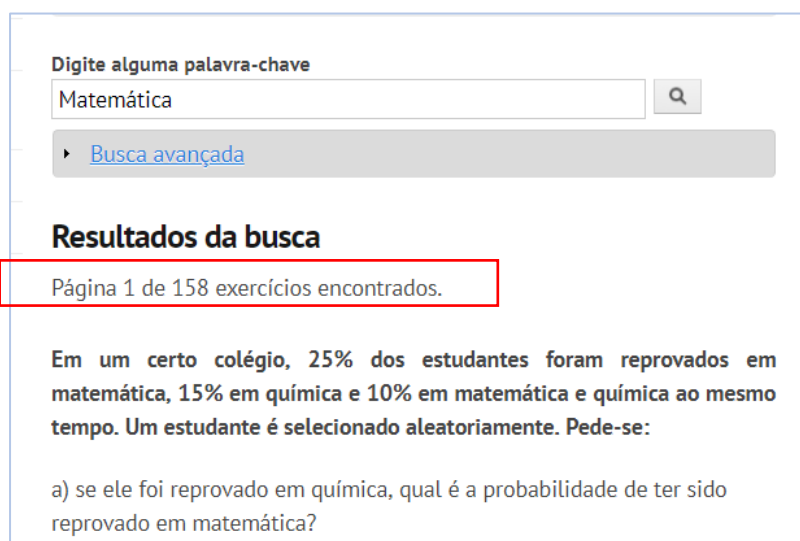 Digite alguma palavra-chave
Matemática
Busca avançada
Resultados da busca
Página 1 de 158 exercícios encontrados.
Em um certo colégio, 25% dos estudantes foram reprovados em
matemática, 15% em química e 10% em matemática e química ao mesmo
tempo. Um estudante é selecionado aleatoriamente. Pede-se:
a) se ele foi reprovado em química, qual é a probabilidade de ter sido
reprovado em matemática?